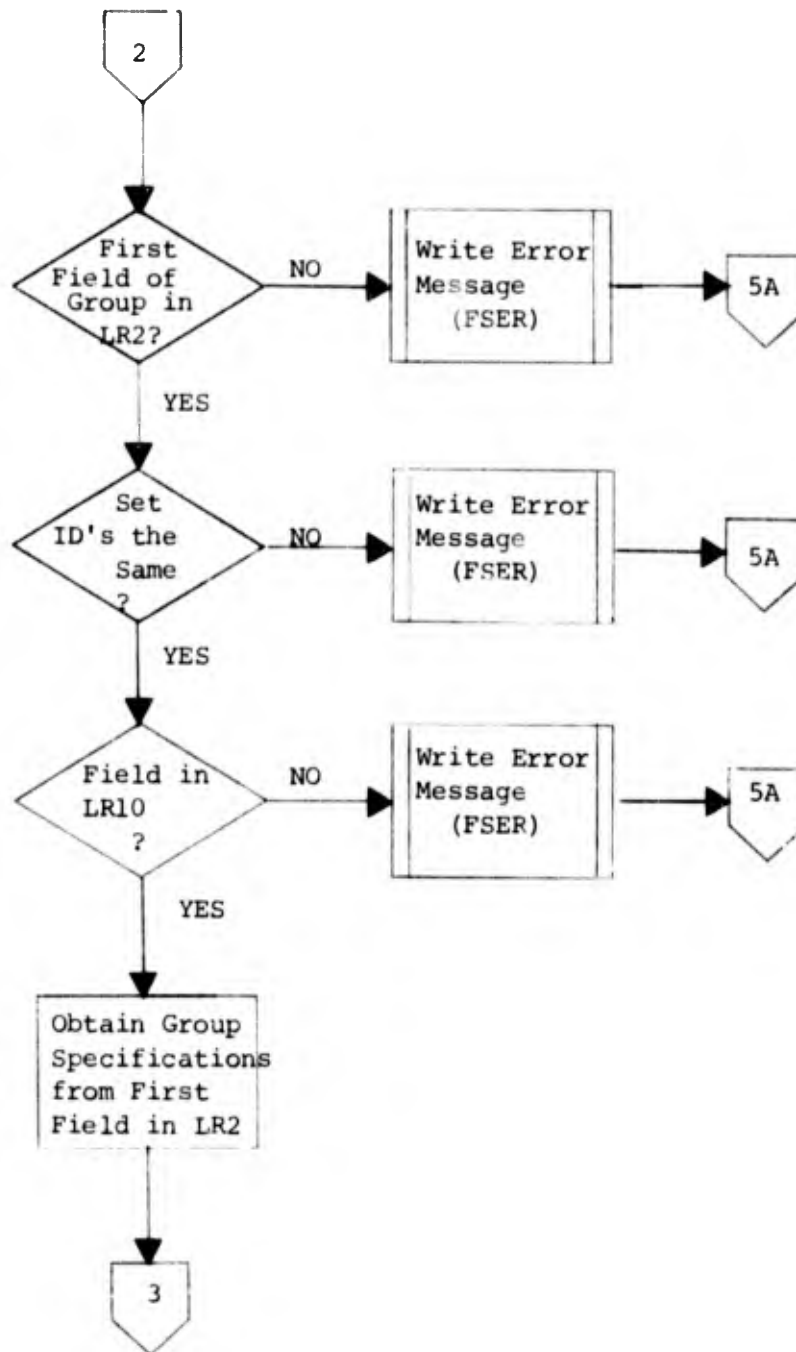 2
First
Field of
Group in
LR2?
NO
Write Error
Message
(FSER)
5A
YES
Set
ID's the
Same
?
NO
Write Error
Message
(FSER)
5A
YES
Field in
LR10
?
NO
Write Error
Message
(FSER)
5A
YES
Obtain Group
Specifications
from First
Field in LR2
3